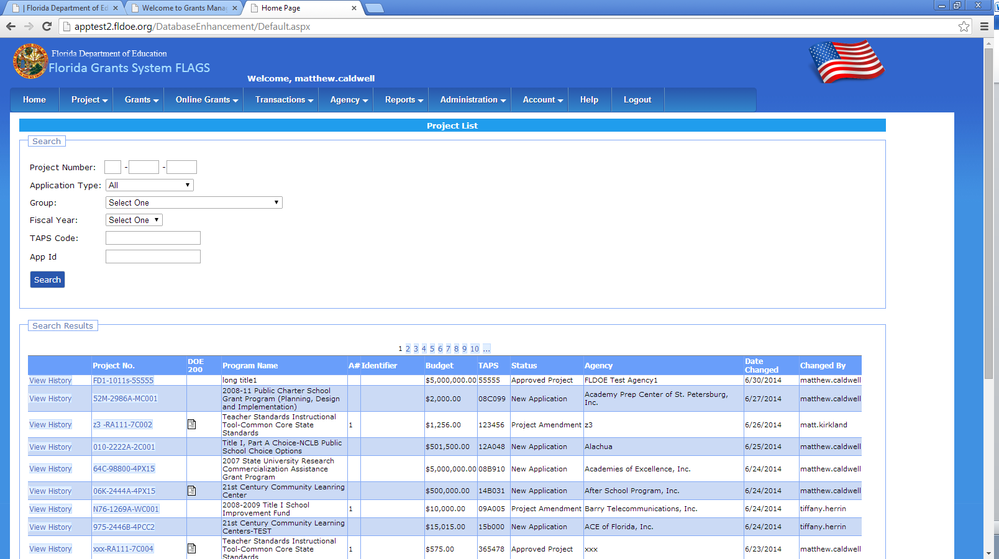 | Florida Department of Ed
Welcome to Grants Manag
Home Page
apptest2.fldoe.org/DatabaseEnhancement/Default.aspx
Florida Department of Education
Florida Grants System FLAGS
Welcome, matthew.caldwell
Home Project Grants Online Grants Transactions Agency Reports Administration Account Help Logout
Project List
Search
Project Number: - -
Application Type: All
Group: Select One
Fiscal Year: Select One
TAPS Code:
App Id
Search
Search Results
1 2 3 4 5 6 7 8 9 10 ...
Project No. DOE 200 Program Name A# Identifier Budget TAPS Status Agency Date Changed Changed By
View History FD1-1011s-5S555 long title1 $5,000,000.00 55555 Approved Project FLDOE Test Agency1 6/30/2014 matthew.caldwell
View History 52M-2986A-MC001 2008-11 Public Charter School Grant Program (Planning, Design and Implementation) $2,000.00 08C099 New Application Academy Prep Center of St. Petersburg, Inc. 6/27/2014 matthew.caldwell
View History z3 -RA111-7C002 Teacher Standards Instructional Tool-Common Core State Standards 1 $1,256.00 123456 Project Amendment z3 6/26/2014 matt.kirkland
View History 010-2222A-2C001 Title I, Part A Choice-NCLB Public School Choice Options $501,500.00 12A048 New Application Alachua 6/25/2014 matthew.caldwell
View History 64C-98800-4PX15 2007 State University Research Commercialization Assistance Grant Program $5,000,000.00 08B910 New Application Academies of Excellence, Inc. 6/24/2014 matthew.caldwell
View History 06K-2444A-4PX15 21st Century Community Leanring Center $500,000.00 14B031 New Application After School Program, Inc. 6/24/2014 matthew.caldwell
View History N76-1269A-WC001 2008-2009 Title I School Improvement Fund 1 $10,000.00 09A005 Project Amendment Barry Telecommunications, Inc. 6/24/2014 tiffany.herrin
View History 975-2446B-4PCC2 21st Century Community Learning Centers-TEST $15,015.00 15b000 New Application ACE of Florida, Inc. 6/24/2014 tiffany.herrin
View History xxx-RA111-7C004 Teacher Standards Instructional Tool-Common Core State Standards 1 $575.00 365478 Approved Project xxx 6/23/2014 matthew.caldwell